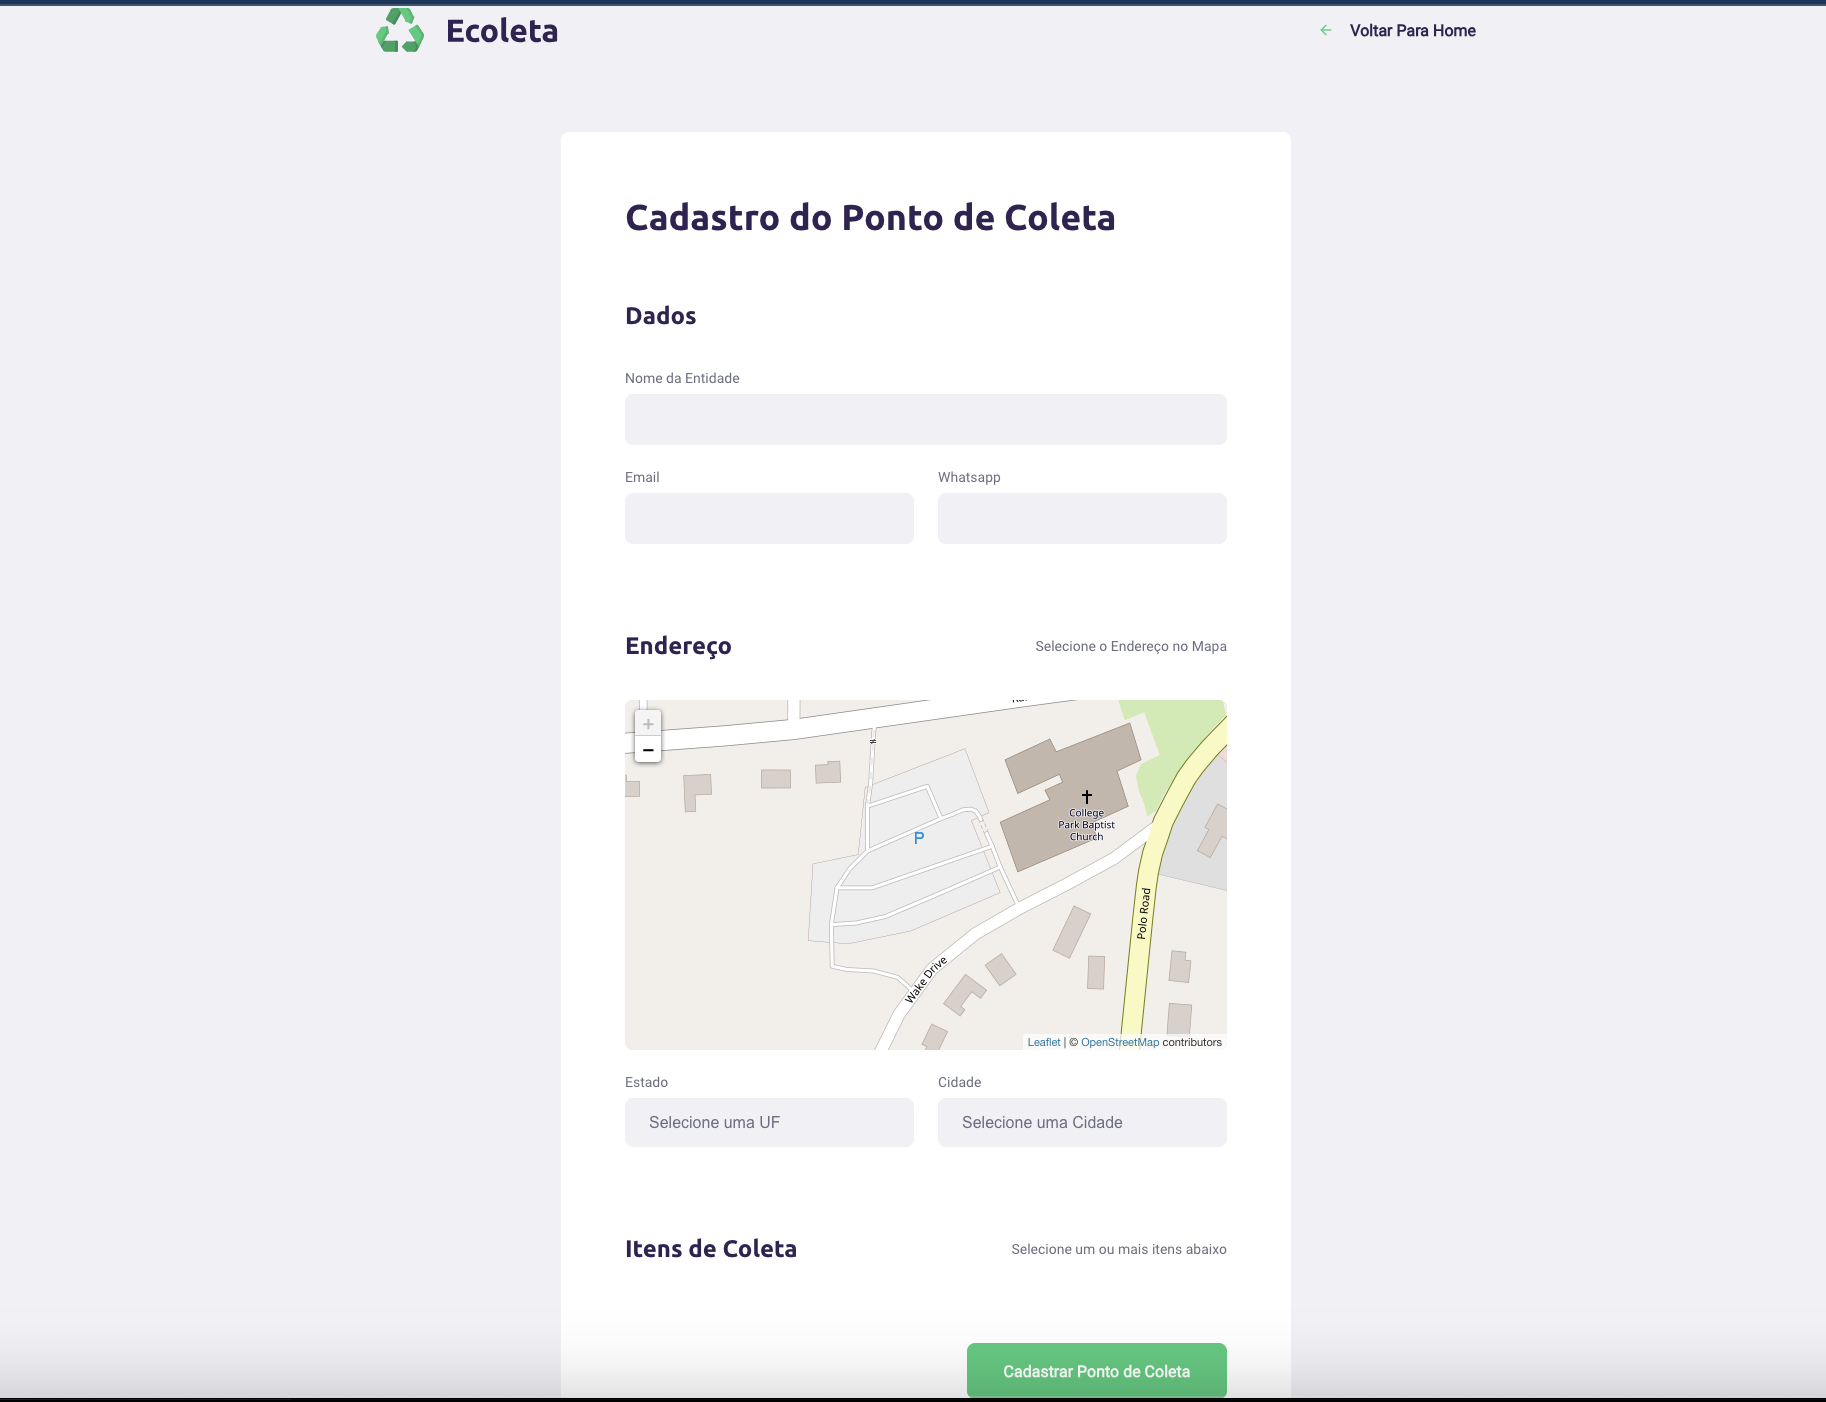 Ecoleta
Voltar Para Home
Cadastro do Ponto de Coleta
Dados
Nome da Entidade
Email
Whatsapp
Endereço
Selecione o Endereço no Mapa
+
−
College
Park Baptist
Church
P
Polo Road
Wake Drive
Leaflet | © OpenStreetMap contributors
Estado
Cidade
Selecione uma UF
Selecione uma Cidade
Itens de Coleta
Selecione um ou mais itens abaixo
Cadastrar Ponto de Coleta